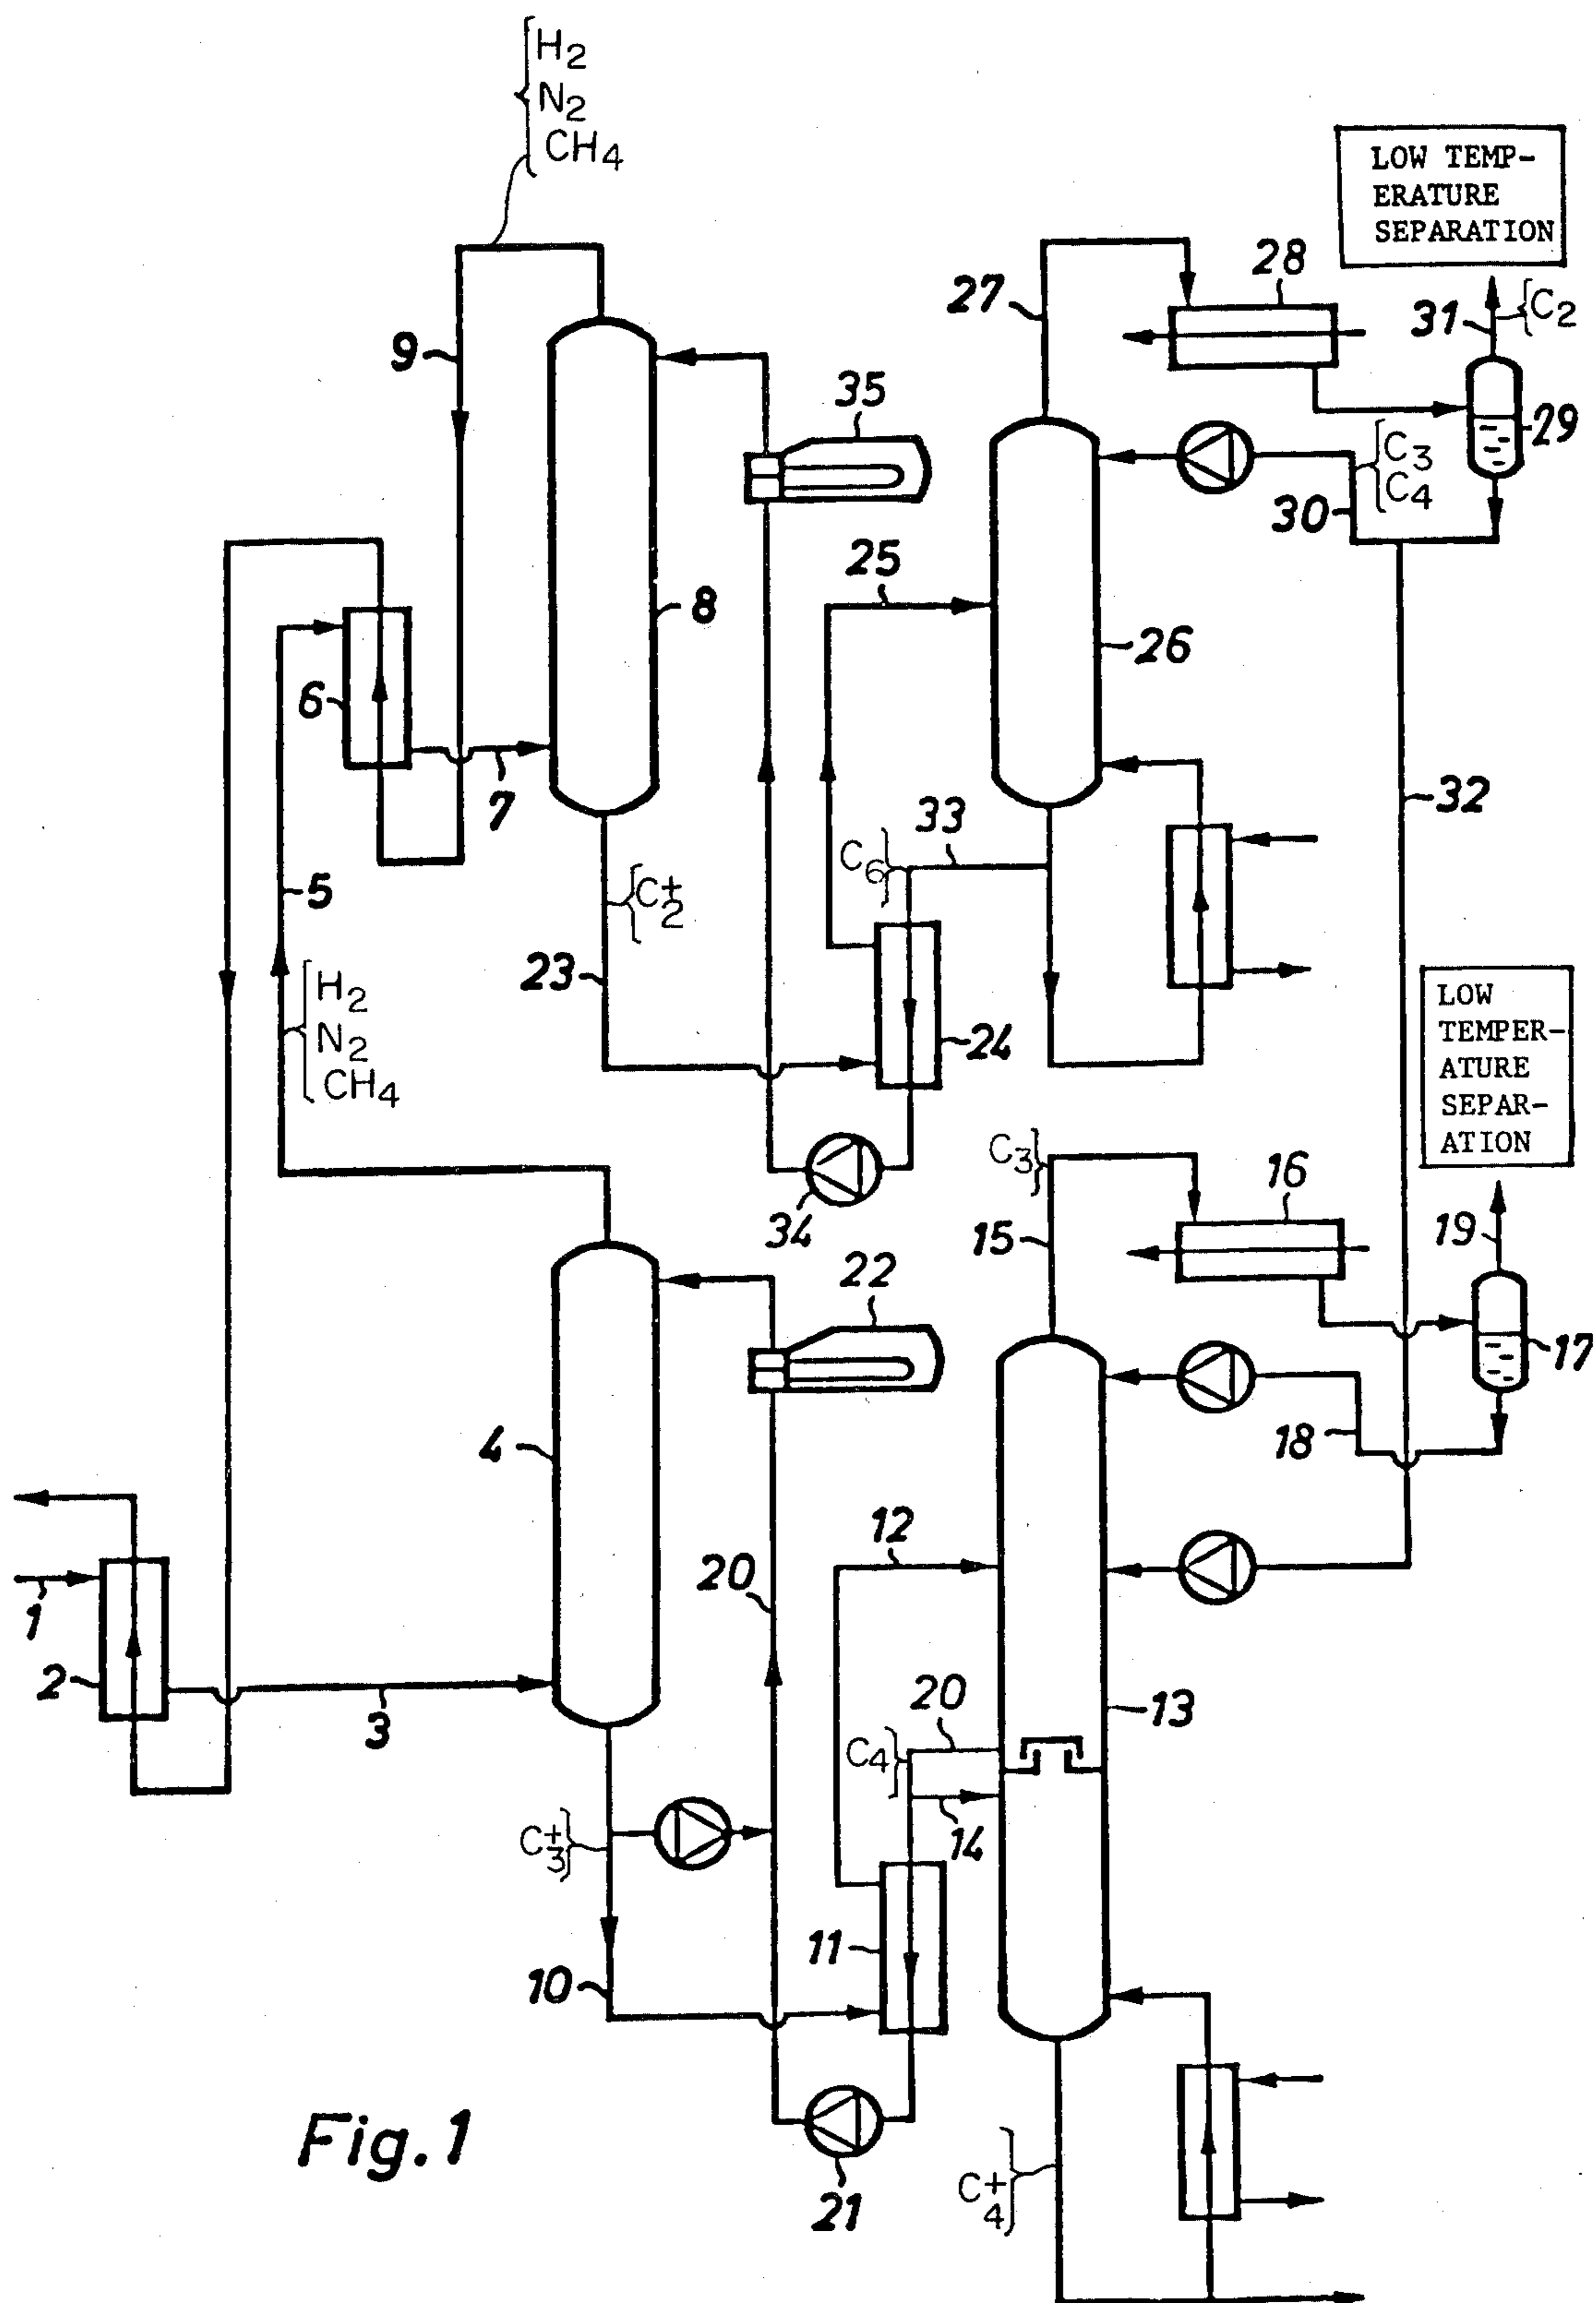 H2
N2
CH4
LOW TEMP-
ERATURE
SEPARATION
28
27
31
C2
9
35
29
C3
C4
30
25
8
26
6
7
32
33
C6
5
C2+
23
H2
N2
CH4
24
LOW
TEMPER-
ATURE
SEPAR-
ATION
C3
16
34
15
19
22
17
4
18
12
20
1
2
3
20
13
C4
C3+
14
11
10
Fig.1
21
C4+